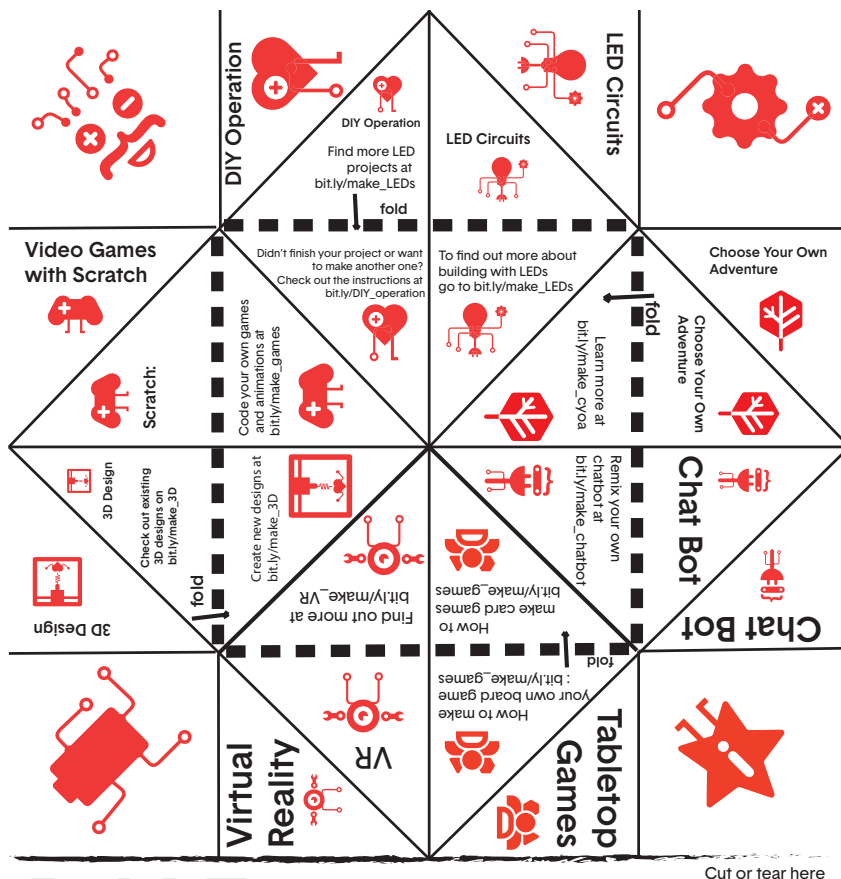 DIY Operation
LED Circuits
DIY Operation
Find more LED
projects at
bit.ly/make_LEDs
fold
LED Circuits
Video Games
with Scratch
Didn't finish your project or want
to make another one?
Check out the instructions at
bit.ly/DIY_operation
To find out more about
building with LEDs
go to bit.ly/make_LEDs
Choose Your Own
Adventure
fold
Scratch:
Code your own games
and animations at
bit.ly/make_games
Learn more at
bit.ly/make_cyoa
Choose Your Own
Adventure
3D Design
Check out existing
3D designs on
bit.ly/make_3D
Create new designs at
bit.ly/make_3D
3D Design
fold
Find out more at
bit.ly/make_VR
How to
make card games
bit.ly/make_games
Remix your own
chatbot at
bit.ly/make_chatbot
Chat Bot
Chat Bot
fold
Virtual
Reality
VR
How to make
your own board game
: bit.ly/make_games
Tabletop
Games
Cut or tear here